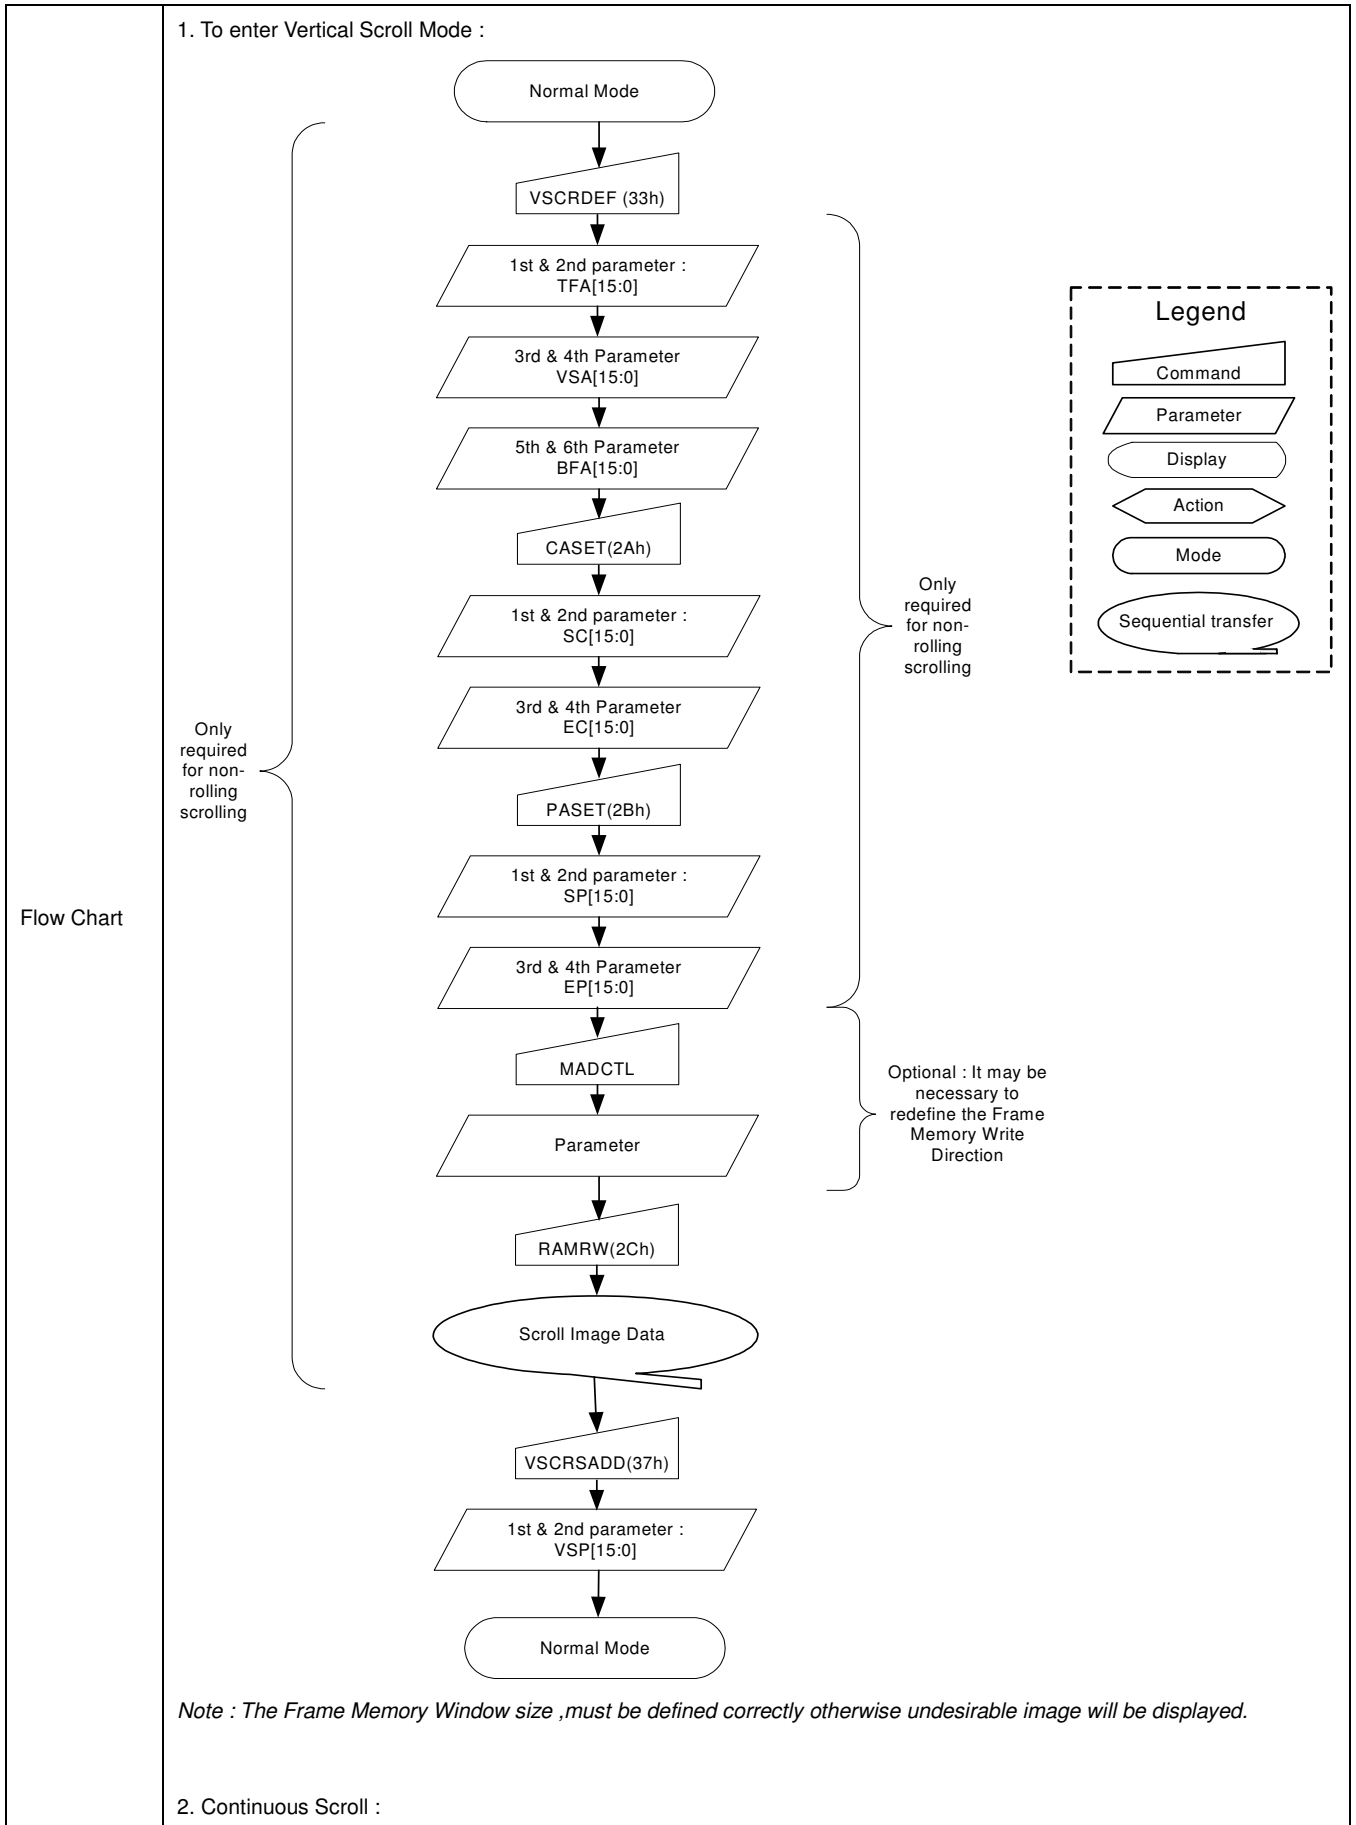 1. To enter Vertical Scroll Mode :
Normal Mode
VSCRDEF (33h)
1st & 2nd parameter :
TFA[15:0]
3rd & 4th Parameter
VSA[15:0]
5th & 6th Parameter
BFA[15:0]
CASET(2Ah)
1st & 2nd parameter :
SC[15:0]
3rd & 4th Parameter
EC[15:0]
PASET(2Bh)
1st & 2nd parameter :
SP[15:0]
3rd & 4th Parameter
EP[15:0]
MADCTL
Parameter
RAMRW(2Ch)
Scroll Image Data
VSCRSADD(37h)
1st & 2nd parameter :
VSP[15:0]
Normal Mode
Only
required
for non-
rolling
scrolling
Only
required
for non-
rolling
scrolling
Optional : It may be
necessary to
redefine the Frame
Memory Write
Direction
Legend
Command
Parameter
Display
Action
Mode
Sequential transfer
Flow Chart
Note : The Frame Memory Window size ,must be defined correctly otherwise undesirable image will be displayed.
2. Continuous Scroll :